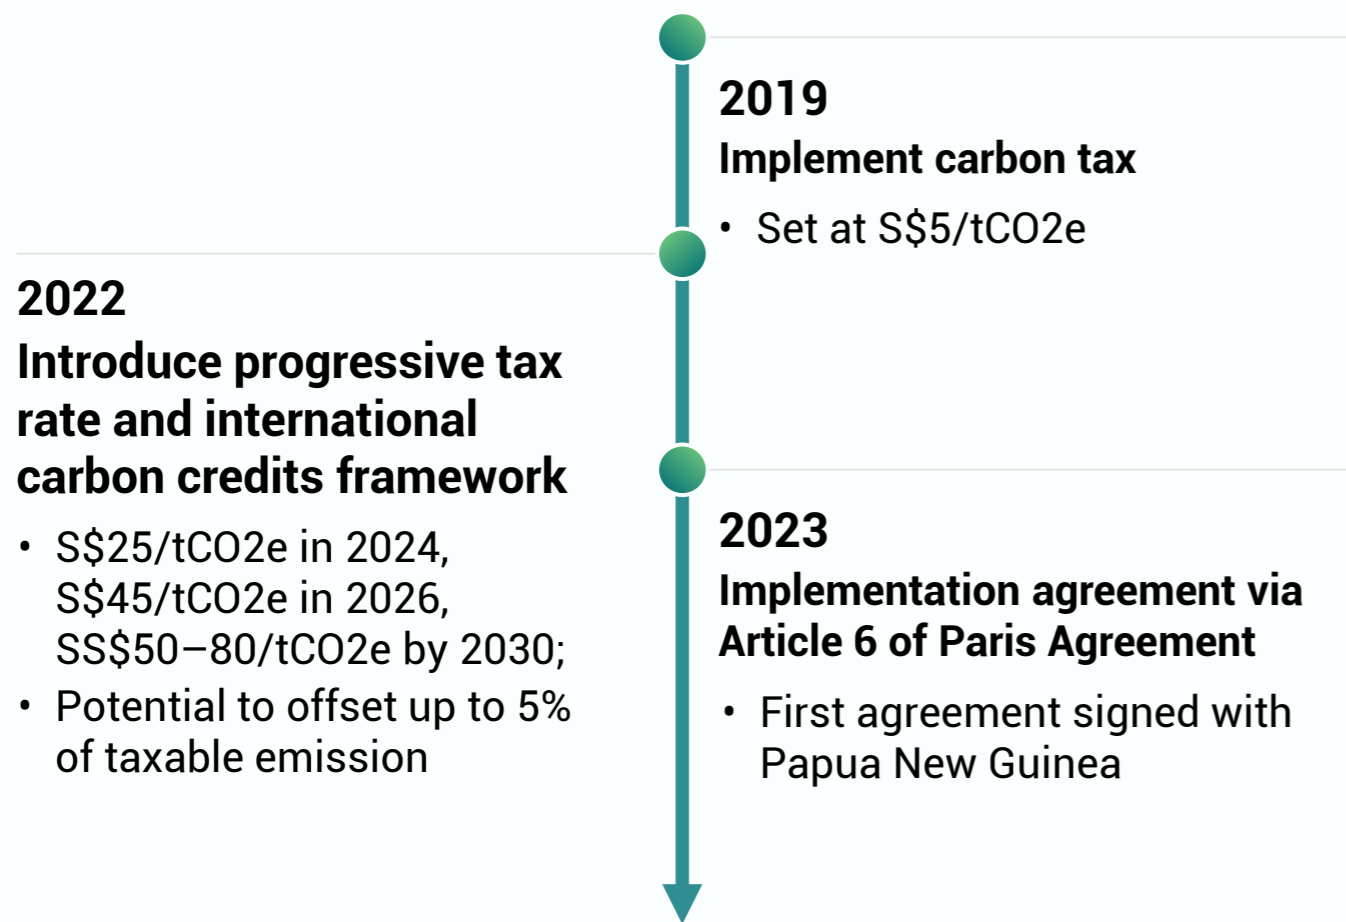 2019
Implement carbon tax
• Set at S$5/tCO2e
2022
Introduce progressive tax
rate and international
carbon credits framework
• S$25/tCO2e in 2024,
S$45/tCO2e in 2026,
SS$50–80/tCO2e by 2030;
• Potential to offset up to 5%
of taxable emission
2023
Implementation agreement via
Article 6 of Paris Agreement
• First agreement signed with
Papua New Guinea